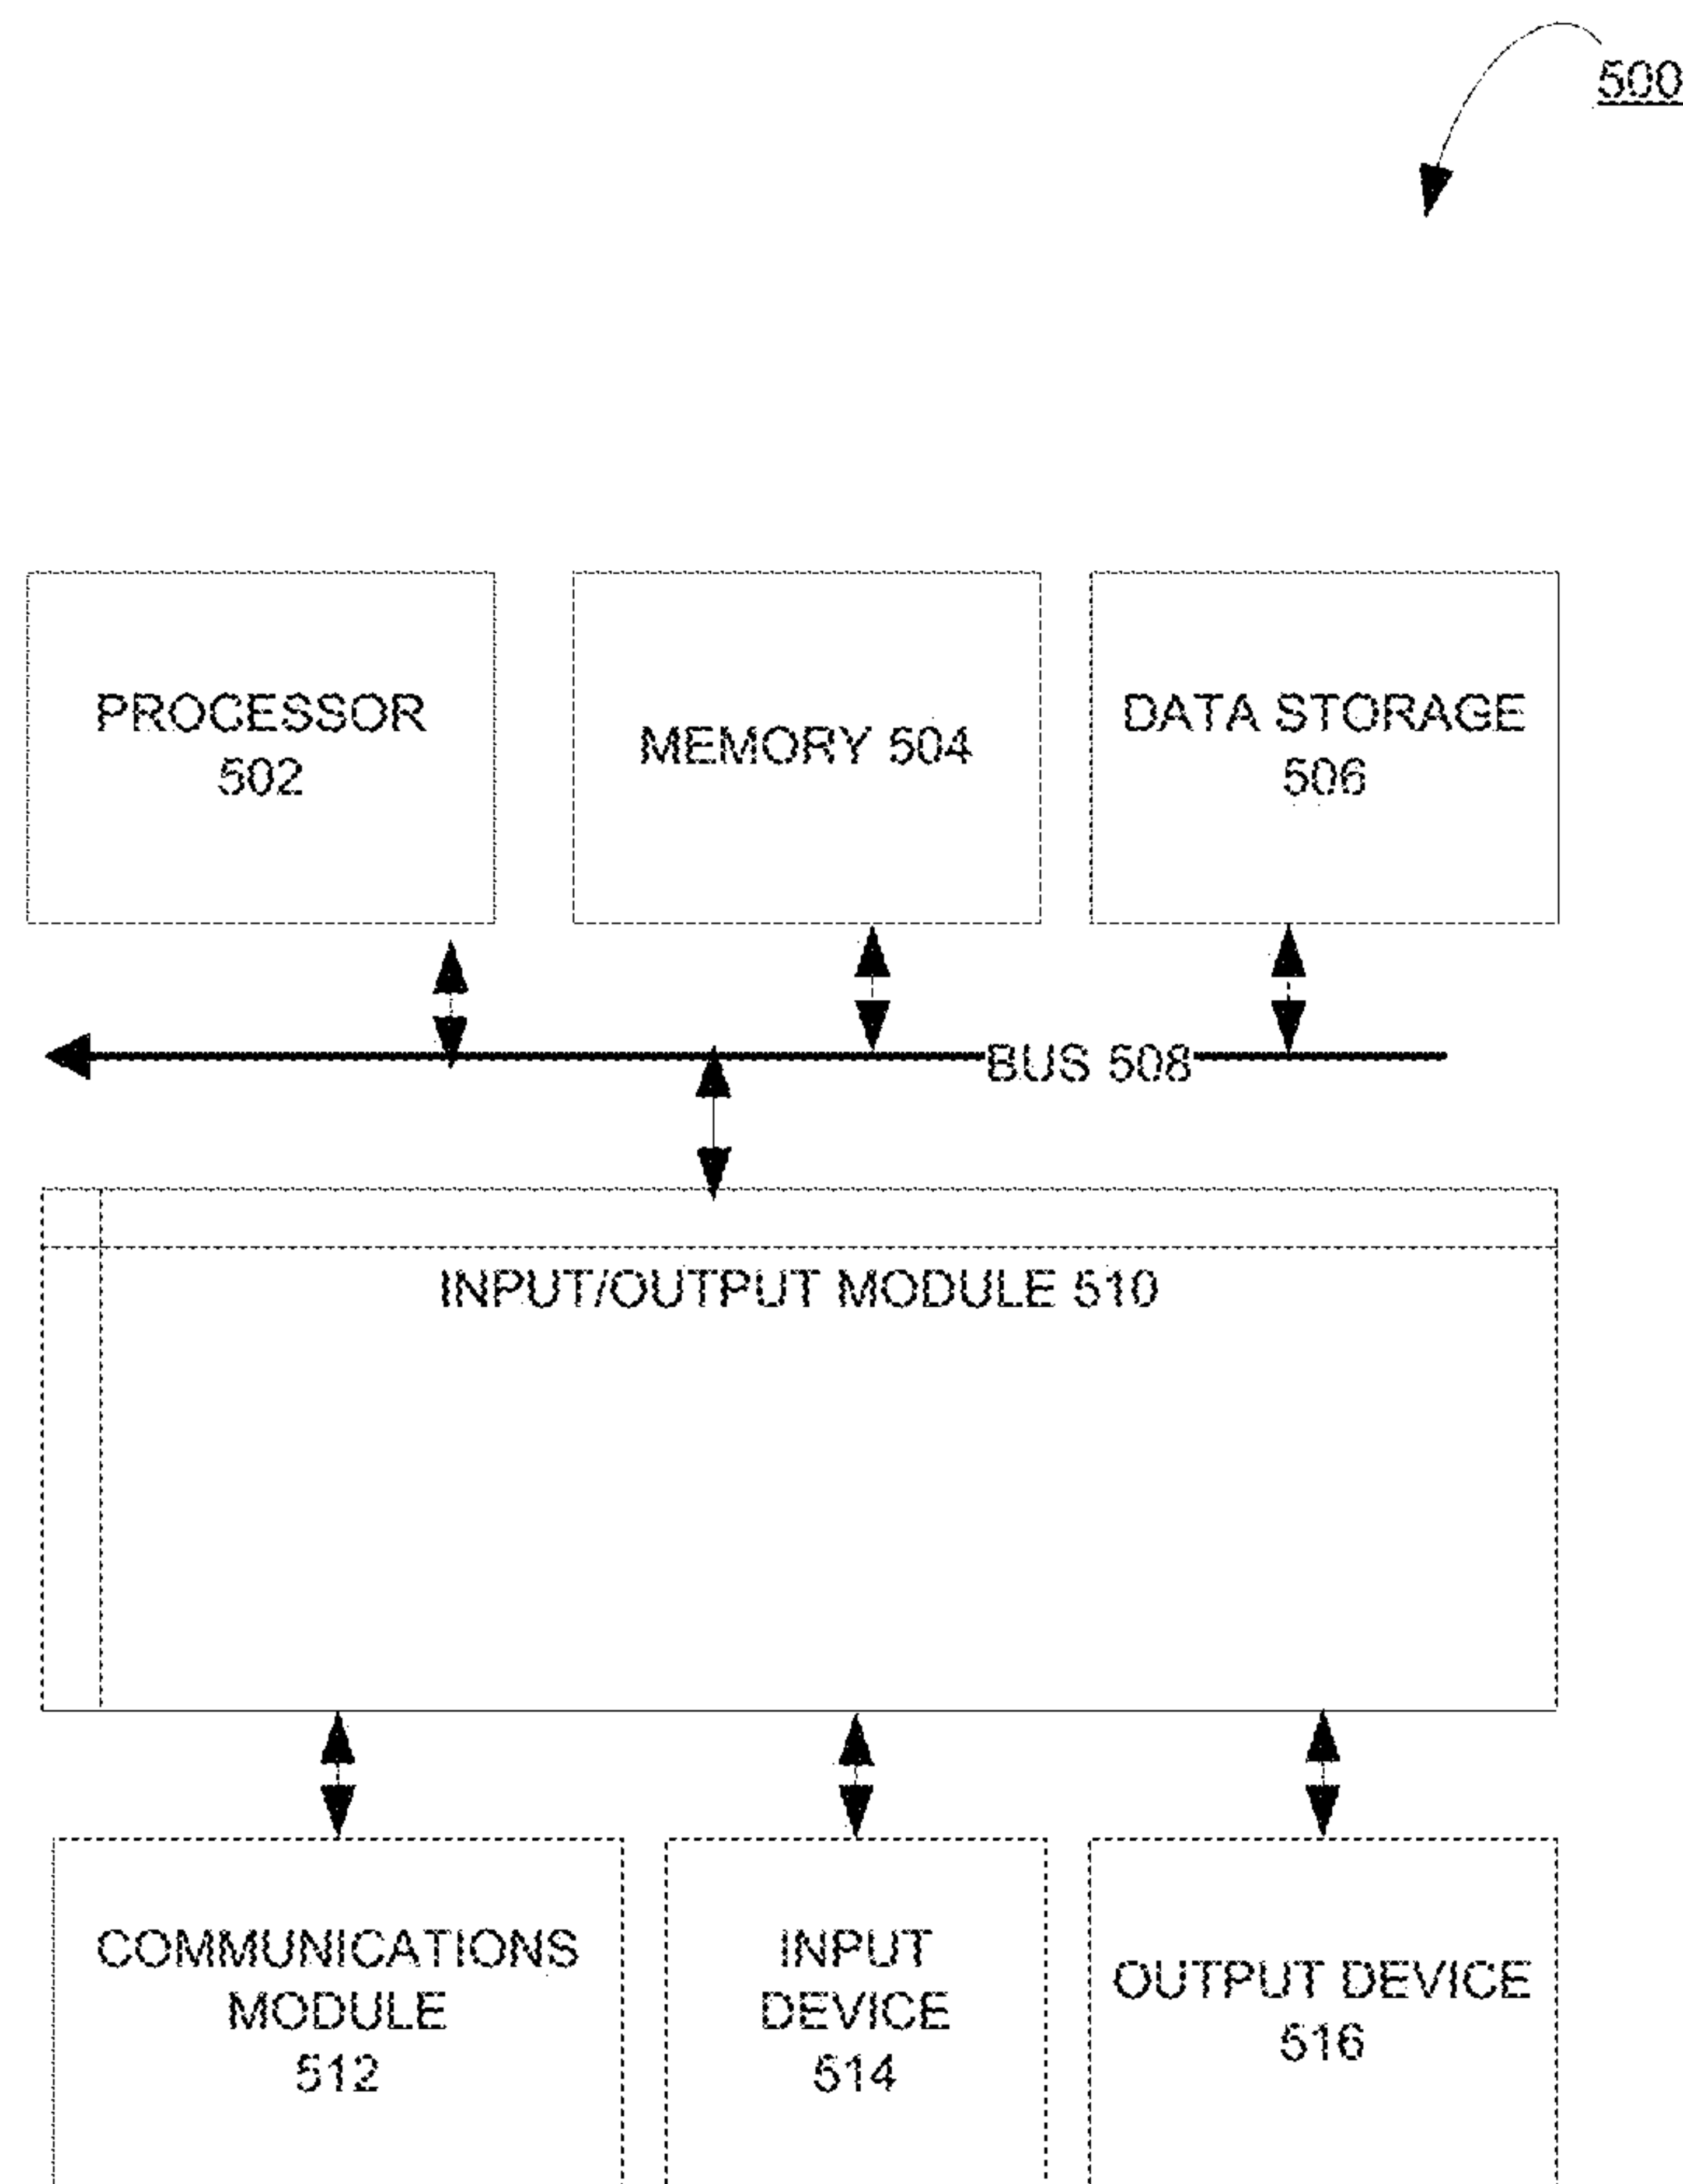 500
PROCESSOR
502
MEMORY 504
DATA STORAGE
506
BUS 508
INPUT/OUTPUT MODULE 510
COMMUNICATIONS
MODULE
512
INPUT
DEVICE
514
OUTPUT DEVICE
516